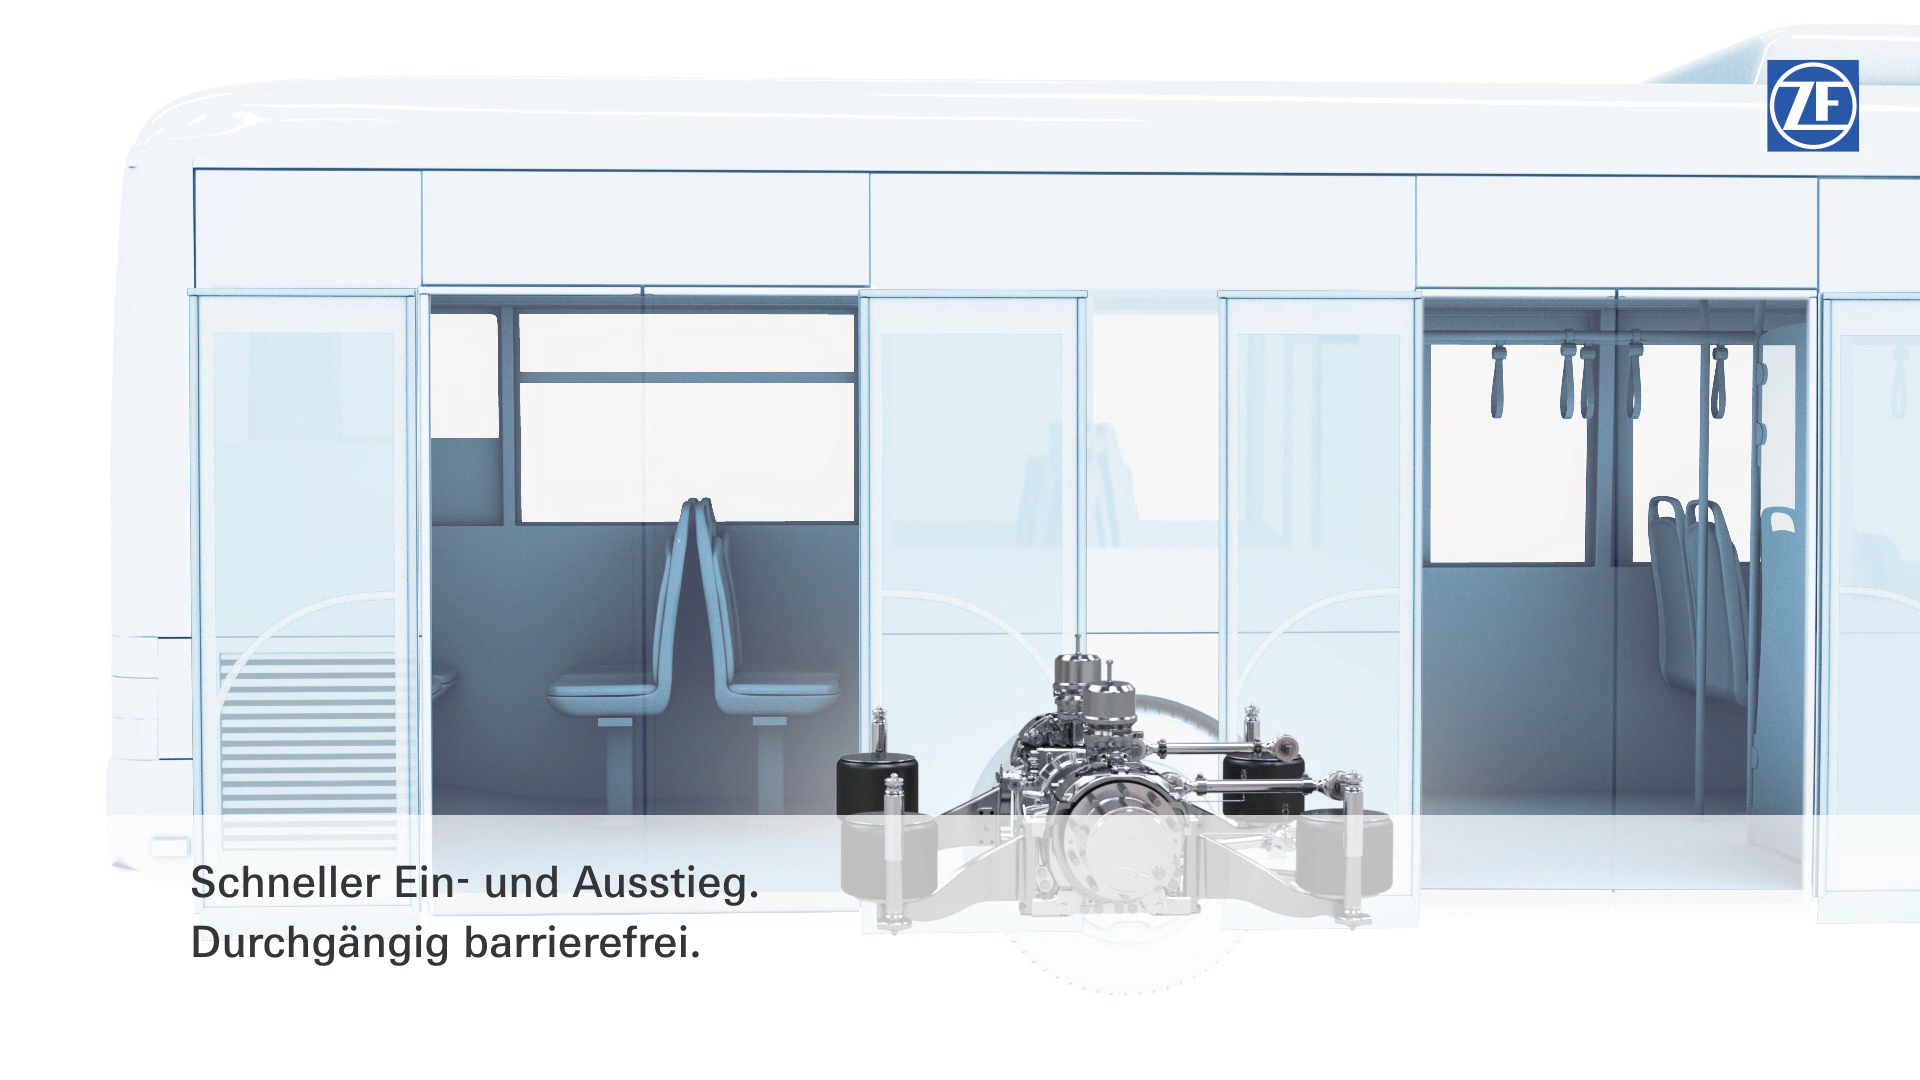 ZF
Schneller Ein- und Ausstieg.
Durchgängig barrierefrei.